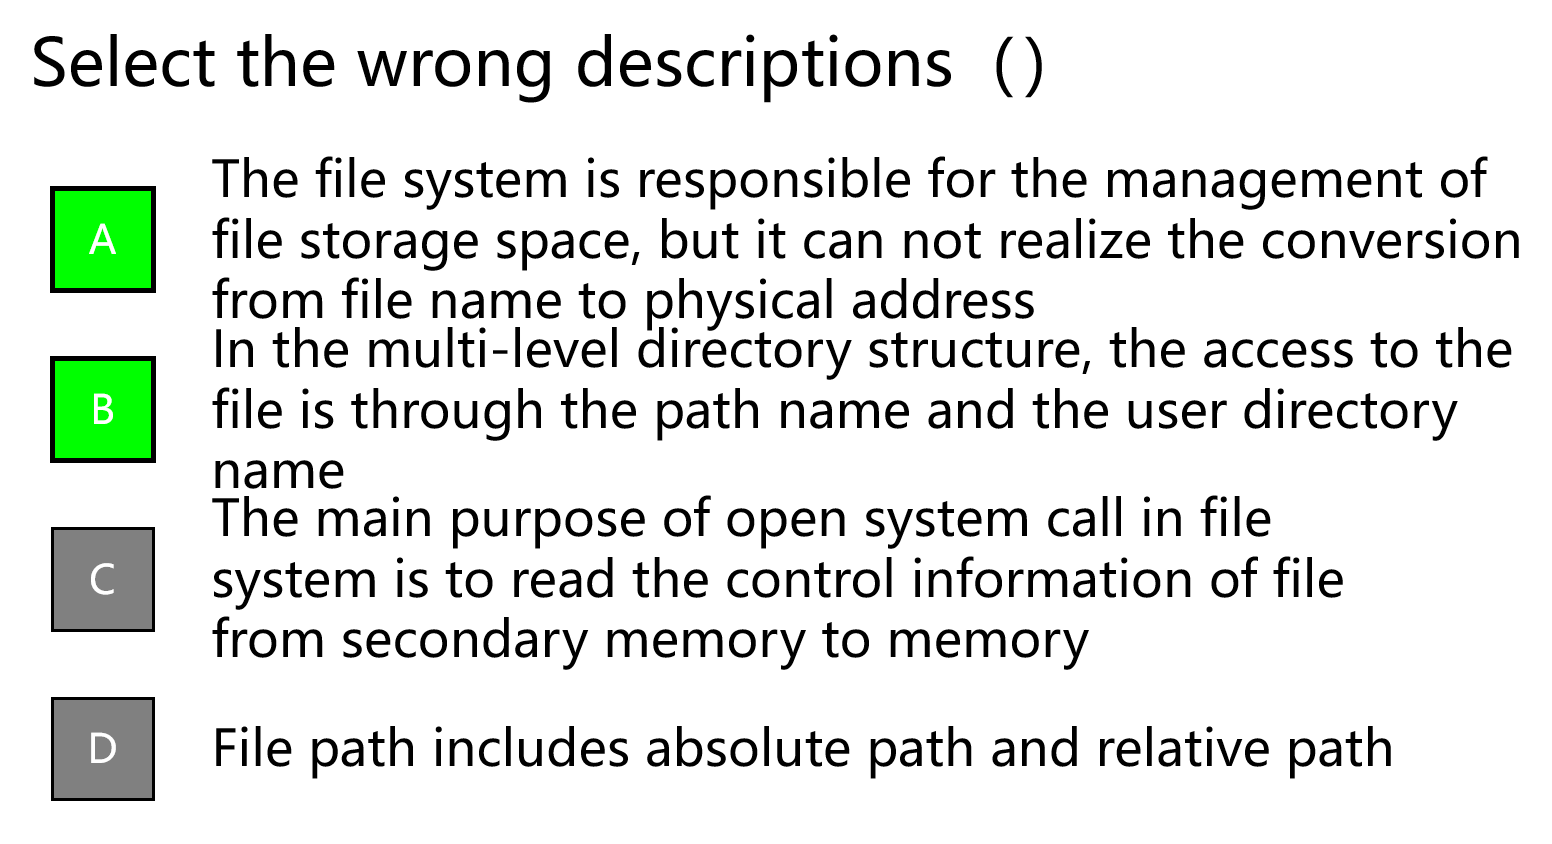 Select the wrong descriptions ()
A
The file system is responsible for the management of
file storage space, but it can not realize the conversion
from file name to physical address
B
In the multi-level directory structure, the access to the
file is through the path name and the user directory
name
C
The main purpose of open system call in file
system is to read the control information of file
from secondary memory to memory
D
File path includes absolute path and relative path